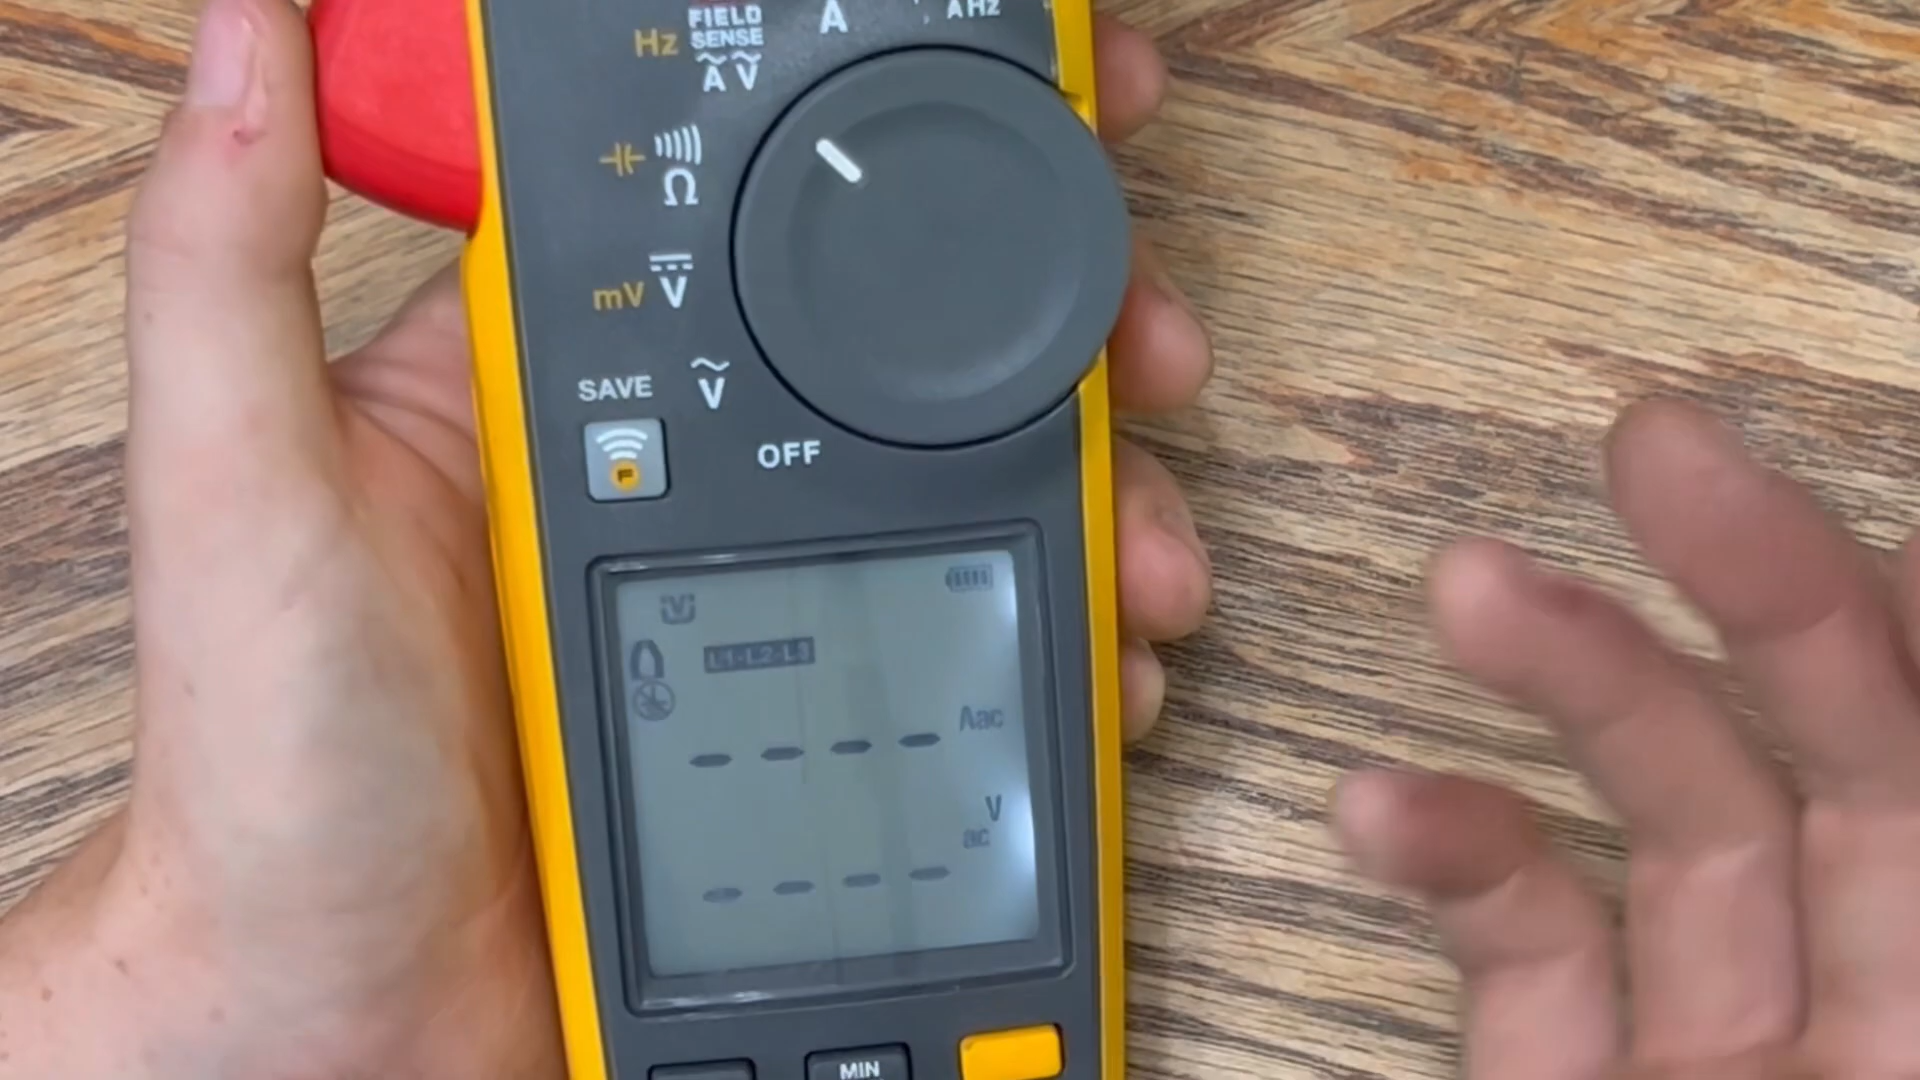 FIELD
A
A Hz
Hz SENSE
A V
Ω
mV V
SAVE V
OFF
V
L1-L2-L3
Aac
V
ac
MIN